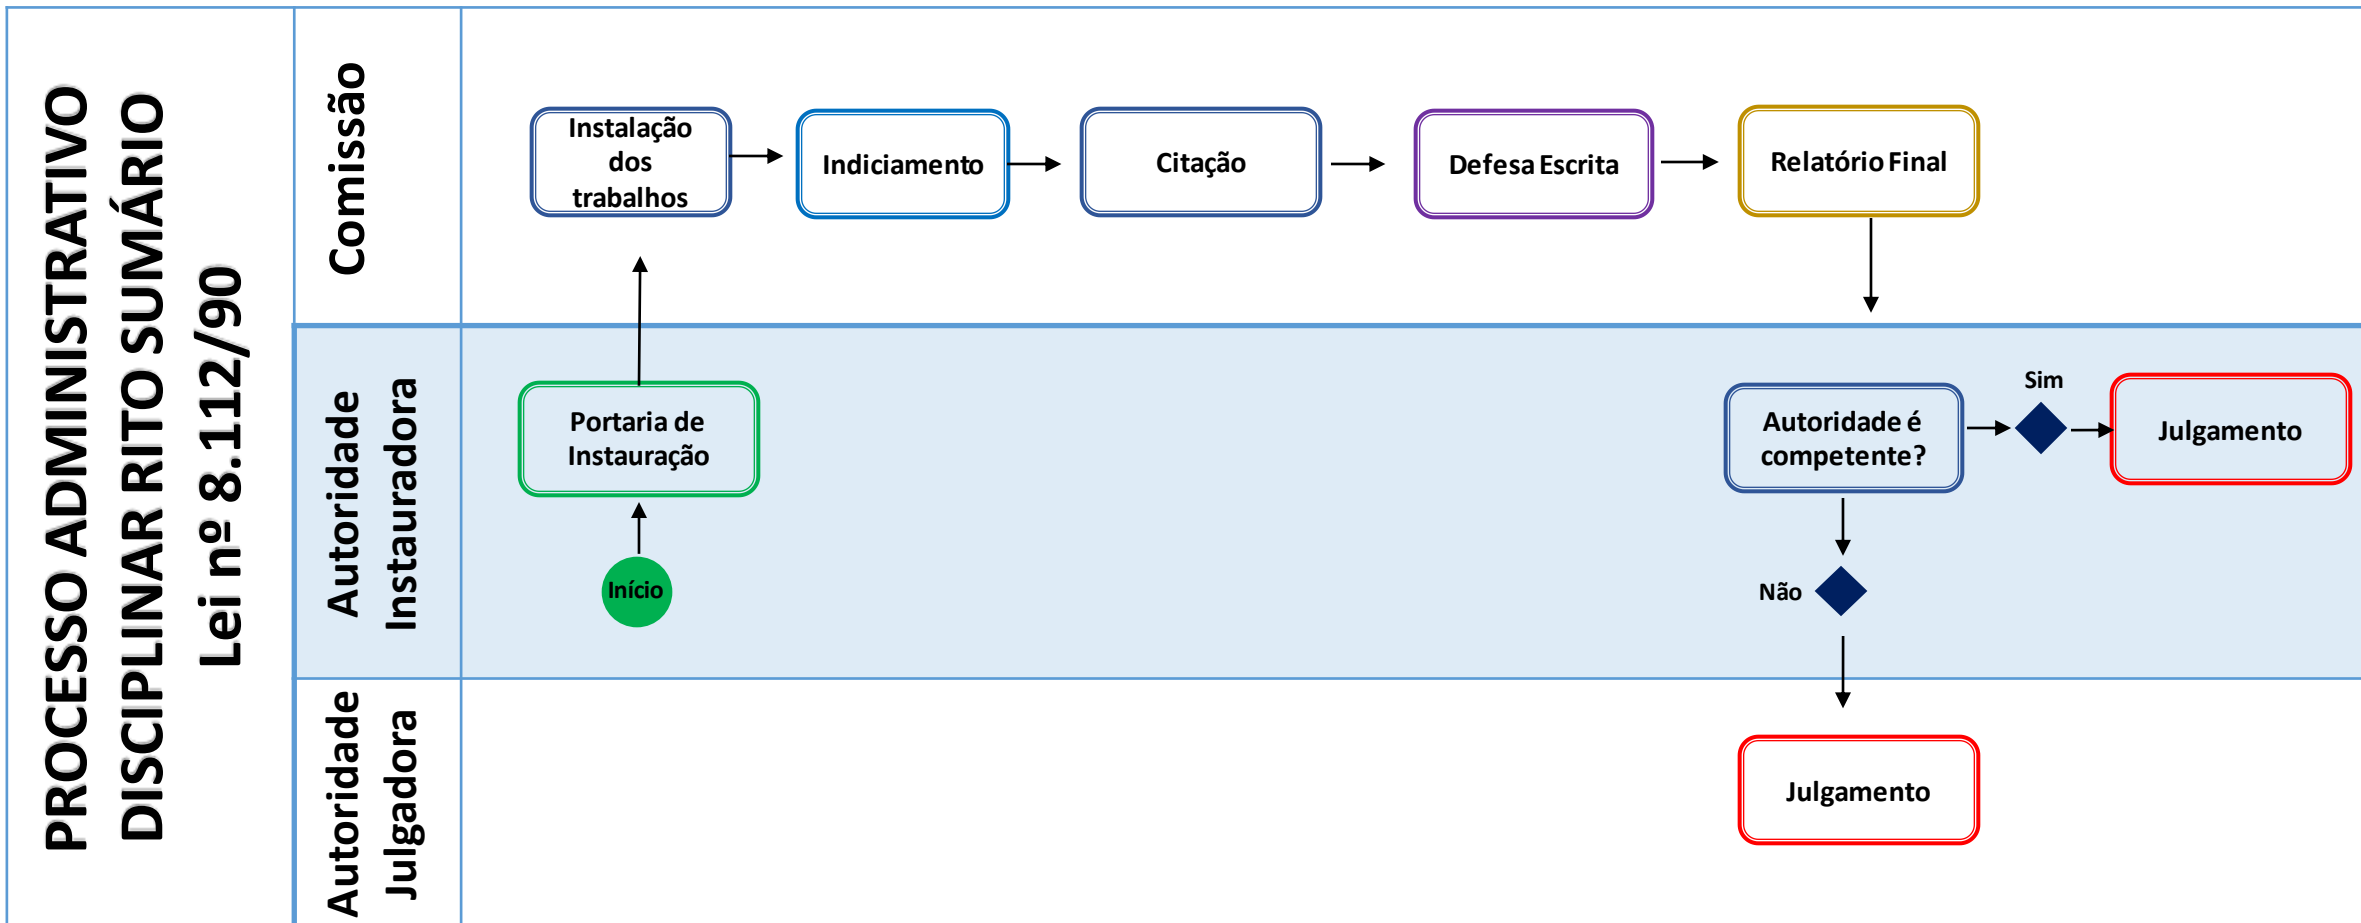 PROCESSO ADMINISTRATIVO
DISCIPLINAR RITO SUMÁRIO
Lei nº 8.112/90
Comissão
Instalação
dos
trabalhos
Indiciamento
Citação
Defesa Escrita
Relatório Final
Autoridade
Instauradora
Portaria de
Instauração
Início
Autoridade é
competente?
Sim
Julgamento
Não
Autoridade
Julgadora
Julgamento